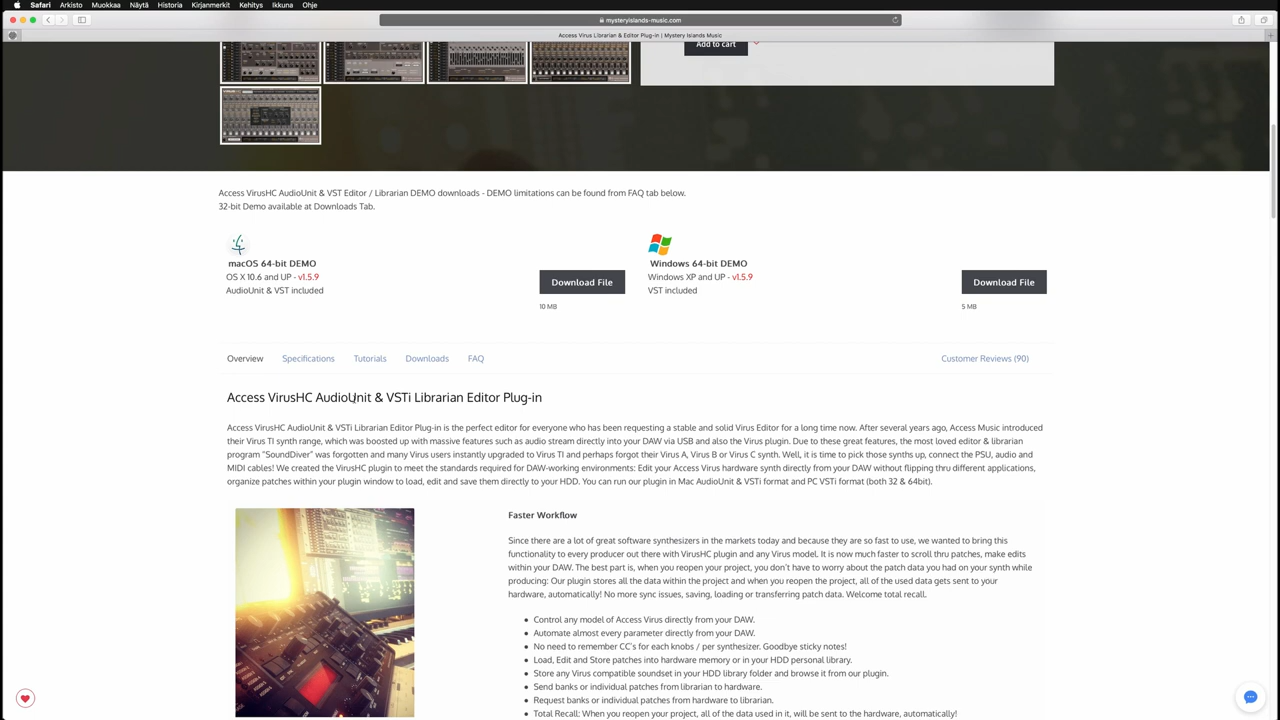 Safari Arkisto Muokkaa Näytä Historia Kirjanmerkit Kehitys Ikkuna Ohje
mysteryislands-music.com
Access Virus Librarian & Editor Plug-in | Mystery Islands Music
Add to cart
Access VirusHC AudioUnit & VST Editor / Librarian DEMO downloads - DEMO limitations can be found from FAQ tab below.
32-bit Demo available at Downloads Tab.
macOS 64-bit DEMO
OS X 10.6 and UP - v1.5.9
AudioUnit & VST included
Download File
10 MB
Windows 64-bit DEMO
Windows XP and UP - v1.5.9
VST included
Download File
5 MB
Overview Specifications Tutorials Downloads FAQ Customer Reviews (90)
Access VirusHC AudioUnit & VSTi Librarian Editor Plug-in
Access VirusHC AudioUnit & VSTi Librarian Editor Plug-in is the perfect editor for everyone who has been requesting a stable and solid Virus Editor for a long time now. After several years ago, Access Music introduced
their Virus TI synth range, which was boosted up with massive features such as audio stream directly into your DAW via USB and also the Virus plugin. Due to these great features, the most loved editor & librarian
program "SoundDiver" was forgotten and many Virus users instantly upgraded to Virus TI and perhaps forgot their Virus A, Virus B or Virus C synth. Well, it is time to pick those synths up, connect the PSU, audio and
MIDI cables! We created the VirusHC plugin to meet the standards required for DAW-working environments: Edit your Access Virus hardware synth directly from your DAW without flipping thru different applications,
organize patches within your plugin window to load, edit and save them directly to your HDD. You can run our plugin in Mac AudioUnit & VSTi format and PC VSTi format (both 32 & 64bit).
Faster Workflow
Since there are a lot of great software synthesizers in the markets today and because they are so fast to use, we wanted to bring this
functionality to every producer out there with VirusHC plugin and any Virus model. It is now much faster to scroll thru patches, make edits
within your DAW. The best part is, when you reopen your project, you don't have to worry about the patch data you had on your synth while
producing: Our plugin stores all the data within the project and when you reopen the project, all of the used data gets sent to your
hardware, automatically! No more sync issues, saving, loading or transferring patch data. Welcome total recall.
Control any model of Access Virus directly from your DAW.
Automate almost every parameter directly from your DAW.
No need to remember CC's for each knobs / per synthesizer. Goodbye sticky notes!
Load, Edit and Store patches into hardware memory or in your HDD personal library.
Store any Virus compatible soundset in your HDD library folder and browse it from our plugin.
Send banks or individual patches from librarian to hardware.
Request banks or individual patches from hardware to librarian.
Total Recall: When you reopen your project, all of the data used in it, will be sent to the hardware, automatically!